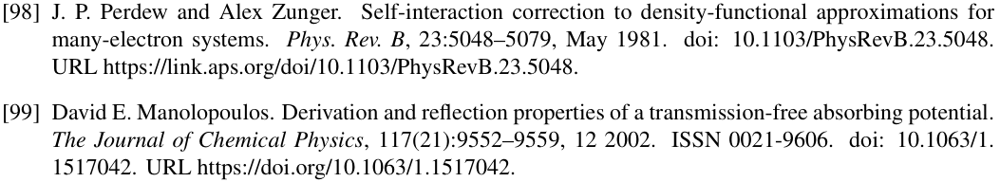 [98] J. P. Perdew and Alex Zunger. Self-interaction correction to density-functional approximations for
many-electron systems. Phys. Rev. B, 23:5048–5079, May 1981. doi: 10.1103/PhysRevB.23.5048.
URL https://link.aps.org/doi/10.1103/PhysRevB.23.5048.
[99] David E. Manolopoulos. Derivation and reflection properties of a transmission-free absorbing potential.
The Journal of Chemical Physics, 117(21):9552–9559, 12 2002. ISSN 0021-9606. doi: 10.1063/1.
1517042. URL https://doi.org/10.1063/1.1517042.